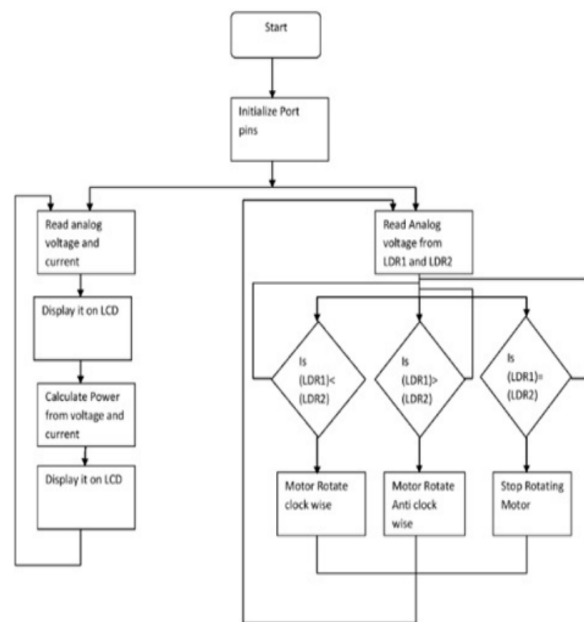 Start
Initialize Port
pins
Read analog
voltage and
current
Display it on LCD
Calculate Power
from voltage and
current
Display it on LCD
Read Analog
voltage from
LDR1 and LDR2
Is
(LDR1)<
(LDR2)
Is
(LDR1)>
(LDR2)
Is
(LDR1)=
(LDR2)
Motor Rotate
clock wise
Motor Rotate
Anti clock
wise
Stop Rotating
Motor